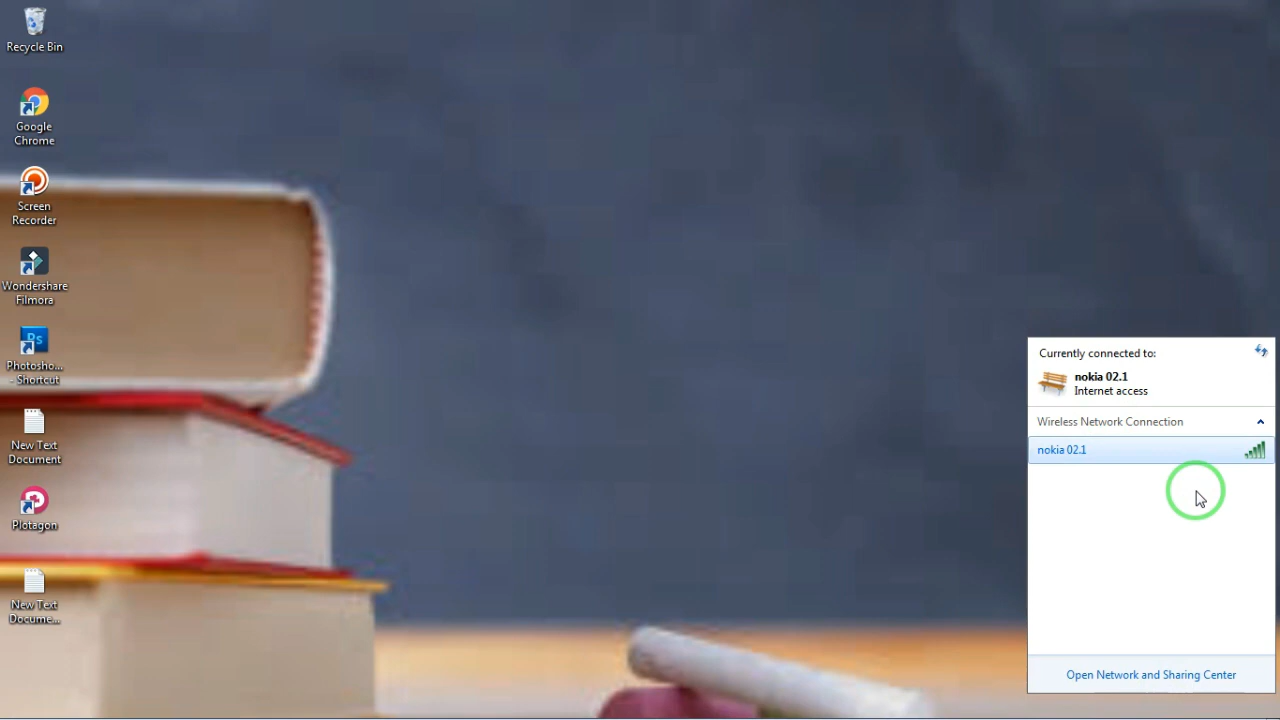 Recycle Bin
Google
Chrome
Screen
Recorder
Wondershare
Filmora
Ps
Photosho...
- Shortcut
New Text
Document
Plotagon
New Text
Docume...
Currently connected to:
nokia 02.1
Internet access
Wireless Network Connection
nokia 02.1
Open Network and Sharing Center